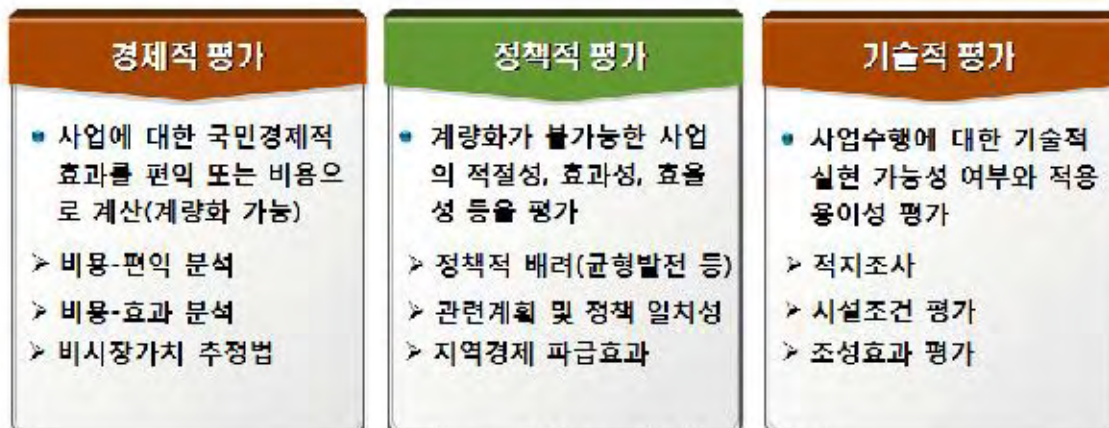 경제적 평가
사업에 대한 국민경제적
효과를 편익 또는 비용으
로 계산(계량화 가능)
비용-편익 분석
비용-효과 분석
비시장가치 추정법
정책적 평가
계량화가 불가능한 사업
의 적절성, 효과성, 효율
성 등을 평가
정책적 배려(균형발전 등)
관련계획 및 정책 일치성
지역경제 파급효과
기술적 평가
사업수행에 대한 기술적
실현 가능성 여부와 적용
용이성 평가
적지조사
시설조건 평가
조성효과 평가